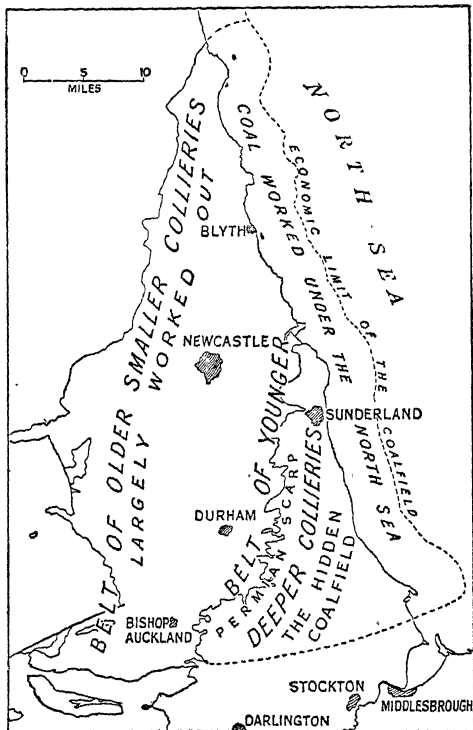 0 5 10
MILES
NORTH SEA
COAL WORKED UNDER THE NORTH SEA
ECONOMIC LIMIT OF THE COALFIELD
BELT OF OLDER SMALLER COLLIERIES
LARGELY WORKED OUT
BLYTH
NEWCASTLE
SUNDERLAND
BELT OF YOUNGER
DEEPER COLLIERIES
PERMIAN SCARP
THE HIDDEN
COALFIELD
DURHAM
BISHOP
AUCKLAND
STOCKTON
MIDDLESBROUGH
DARLINGTON